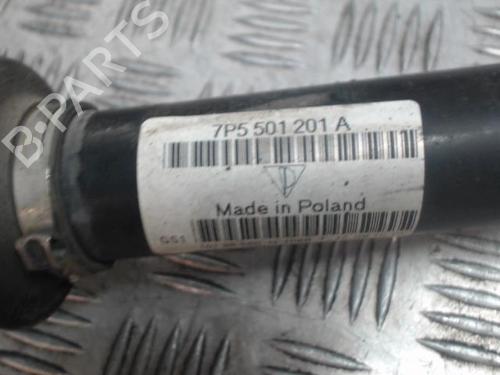 B-PARTS
7P5 501 201 A
Made in Poland
GS1